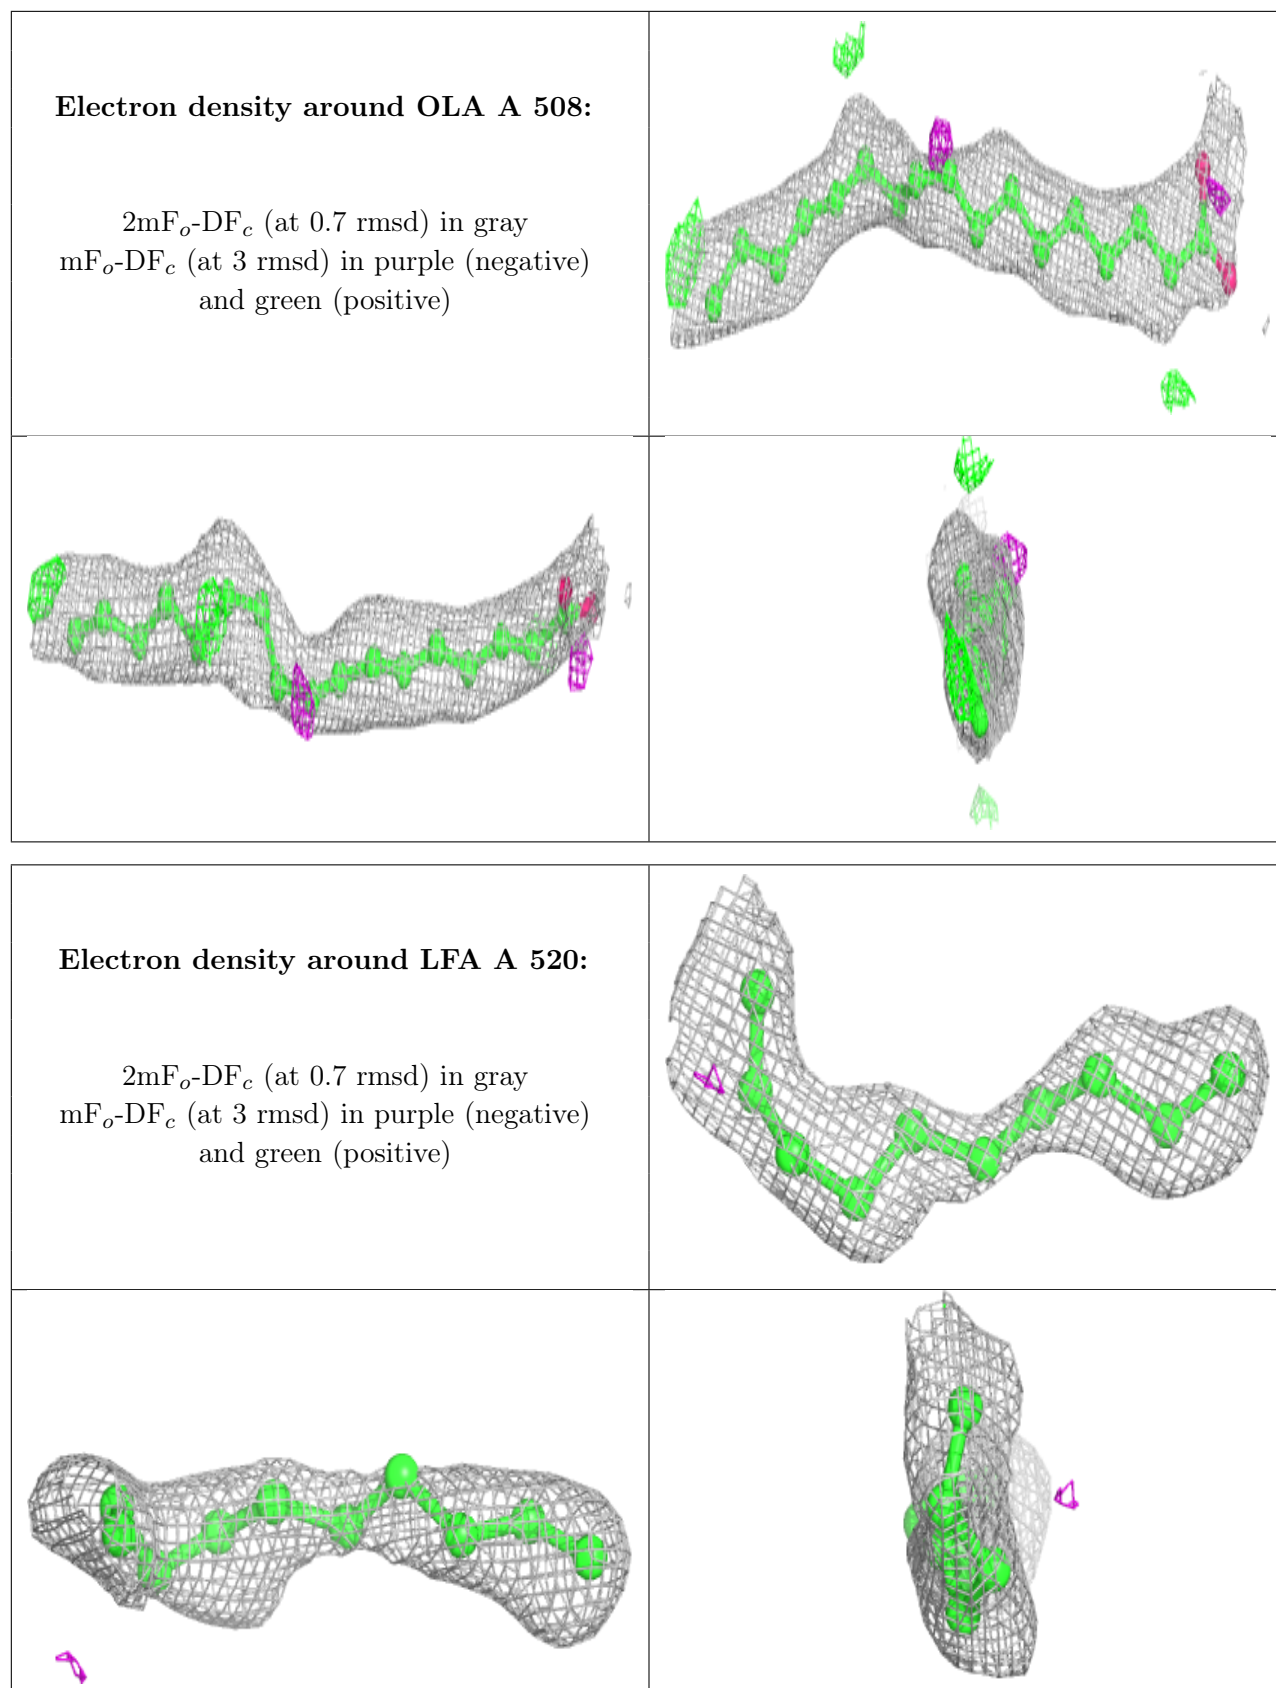 Electron density around OLA A 508:
2mFo-DFc (at 0.7 rmsd) in gray
mFo-DFc (at 3 rmsd) in purple (negative)
and green (positive)
Electron density around LFA A 520:
2mFo-DFc (at 0.7 rmsd) in gray
mFo-DFc (at 3 rmsd) in purple (negative)
and green (positive)